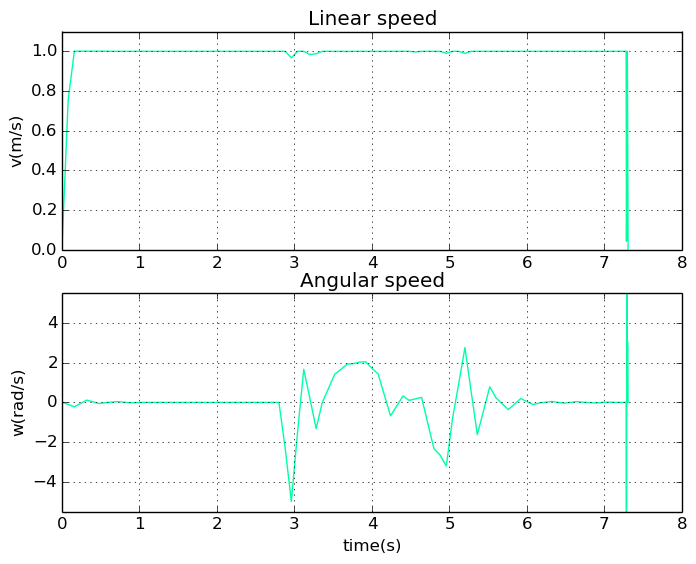 Linear speed
1.0
0.8
0.6
0.4
0.2
0.0
v(m/s)
0 1 2 3 4 5 6 7 8
Angular speed
4
2
0
−2
−4
w(rad/s)
0 1 2 3 4 5 6 7 8
time(s)